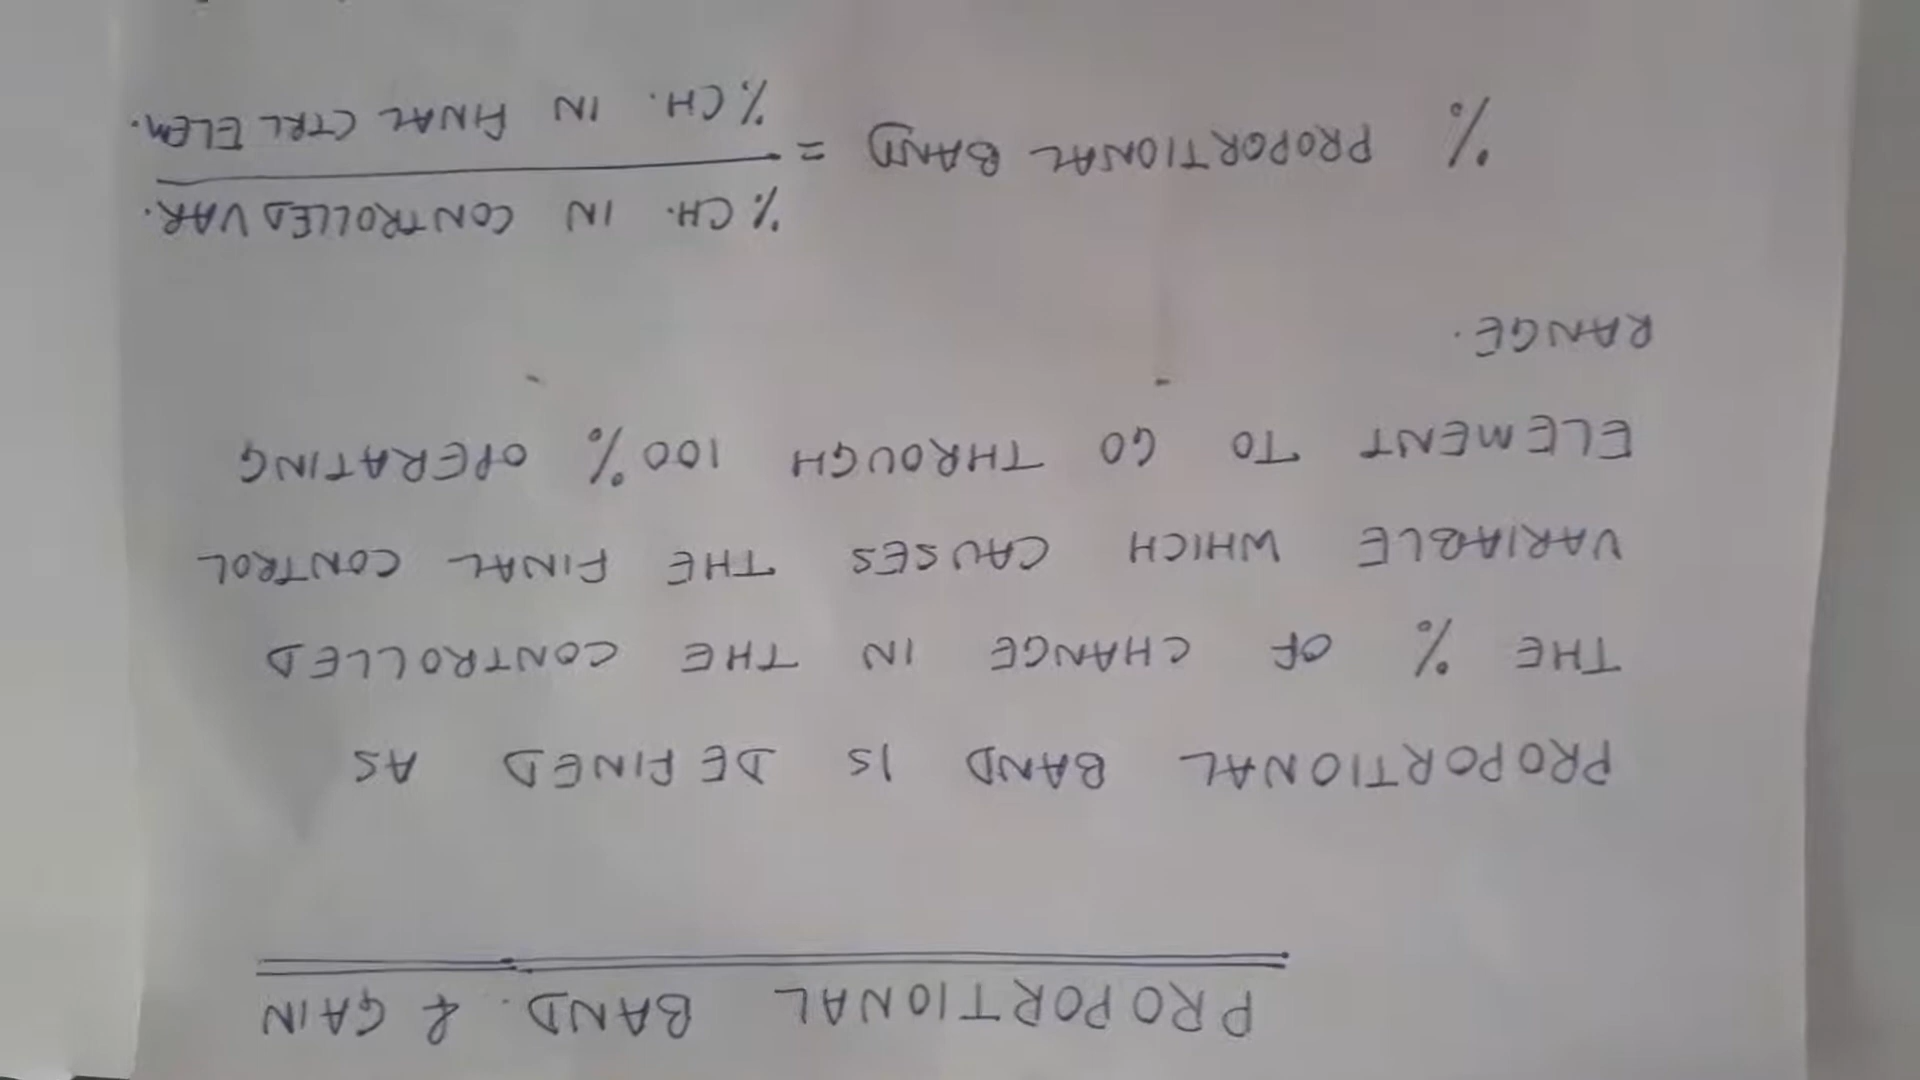 PROPORTIONAL BAND. & GAIN
PROPORTIONAL BAND IS DEFINED AS
THE % OF CHANGE IN THE CONTROLLED
VARIABLE WHICH CAUSES THE FINAL CONTROL
ELEMENT TO GO THROUGH 100% OPERATING
RANGE.
% CH. IN CONTROLLED VAR.
% PROPORTIONAL BAND =
% CH. IN FINAL CTRL ELEM.